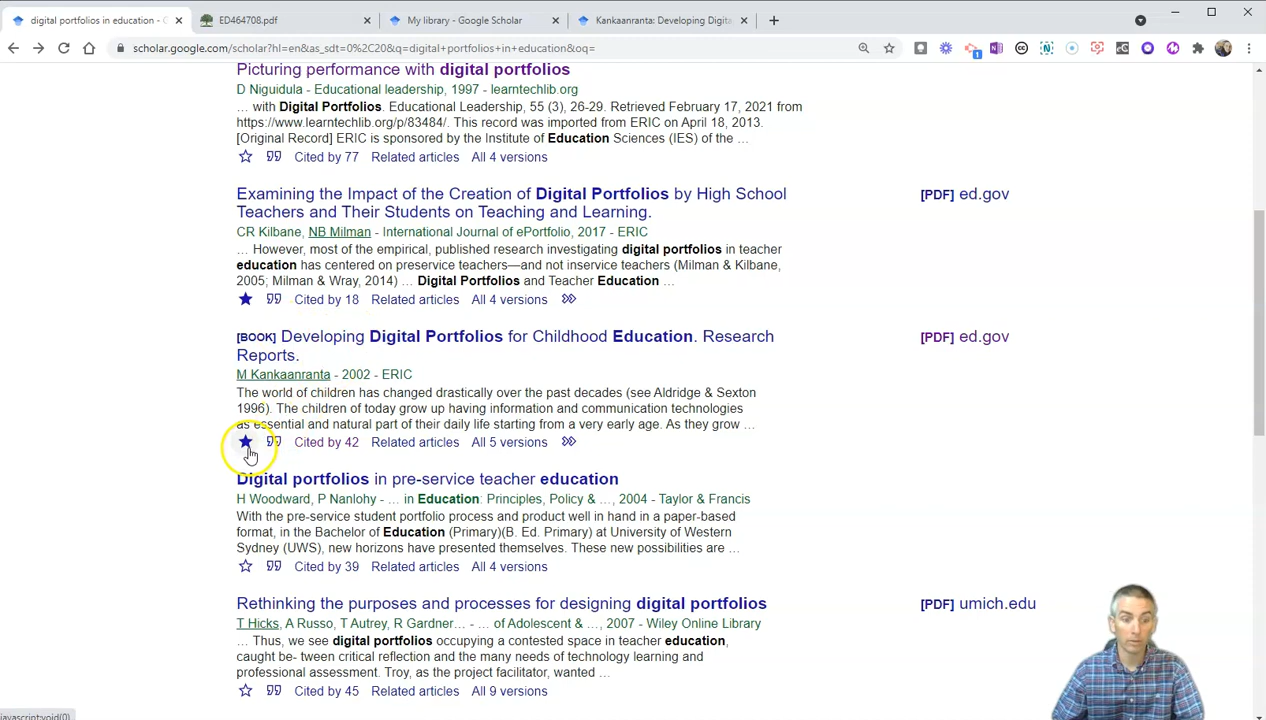 digital portfolios in education - G
ED464708.pdf
My library - Google Scholar
Kankaanranta: Developing Digita
scholar.google.com/scholar?hl=en&as_sdt=0%2C20&q=digital+portfolios+in+education&oq=
Picturing performance with digital portfolios
D Niguidula - Educational leadership, 1997 - learntechlib.org
... with Digital Portfolios. Educational Leadership, 55 (3), 26-29. Retrieved February 17, 2021 from
https://www.learntechlib.org/p/83484/. This record was imported from ERIC on April 18, 2013.
[Original Record] ERIC is sponsored by the Institute of Education Sciences (IES) of the ...
Cited by 77 Related articles All 4 versions
Examining the Impact of the Creation of Digital Portfolios by High School
Teachers and Their Students on Teaching and Learning.
[PDF] ed.gov
CR Kilbane, NB Milman - International Journal of ePortfolio, 2017 - ERIC
... However, most of the empirical, published research investigating digital portfolios in teacher
education has centered on preservice teachers—and not inservice teachers (Milman & Kilbane,
2005; Milman & Wray, 2014) ... Digital Portfolios and Teacher Education ...
Cited by 18 Related articles All 4 versions
[BOOK] Developing Digital Portfolios for Childhood Education. Research
Reports.
[PDF] ed.gov
M Kankaanranta - 2002 - ERIC
The world of children has changed drastically over the past decades (see Aldridge & Sexton
1996). The children of today grow up having information and communication technologies
as essential and natural part of their daily life starting from a very early age. As they grow ...
Cited by 42 Related articles All 5 versions
Digital portfolios in pre-service teacher education
H Woodward, P Nanlohy - ... in Education: Principles, Policy & ..., 2004 - Taylor & Francis
With the pre-service student portfolio process and product well in hand in a paper-based
format, in the Bachelor of Education (Primary)(B. Ed. Primary) at University of Western
Sydney (UWS), new horizons have presented themselves. These new possibilities are ...
Cited by 39 Related articles All 4 versions
Rethinking the purposes and processes for designing digital portfolios
[PDF] umich.edu
T Hicks, A Russo, T Autrey, R Gardner... - ... of Adolescent & ..., 2007 - Wiley Online Library
... Thus, we see digital portfolios occupying a contested space in teacher education,
caught be- tween critical reflection and the many needs of technology learning and
professional assessment. Troy, as the project facilitator, wanted ...
Cited by 45 Related articles All 9 versions
javascript:void(0)